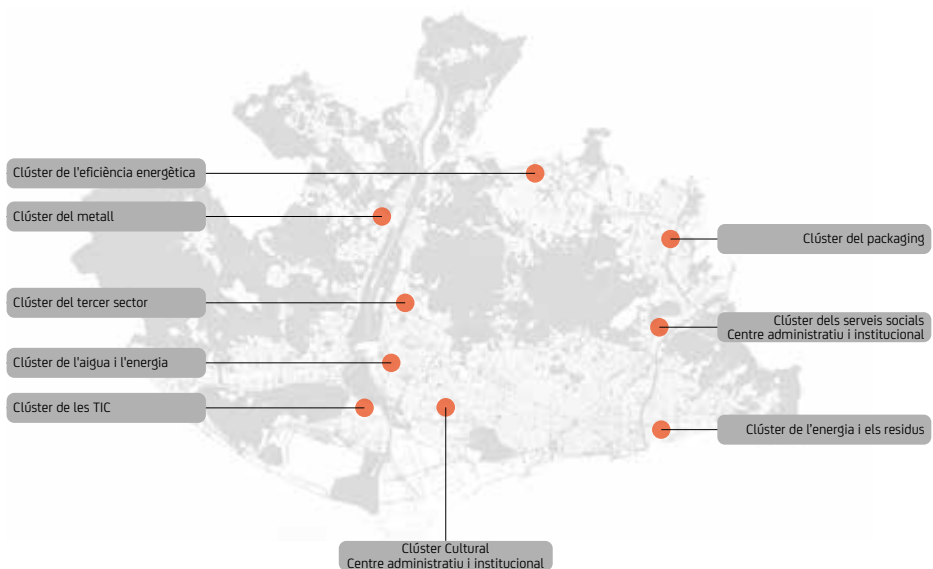 Clúster de l'eficiència energètica
Clúster del metall
Clúster del packaging
Clúster del tercer sector
Clúster dels serveis socials
Centre administratiu i institucional
Clúster de l'aigua i l'energia
Clúster de les TIC
Clúster de l'energia i els residus
Clúster Cultural
Centre administratiu i institucional